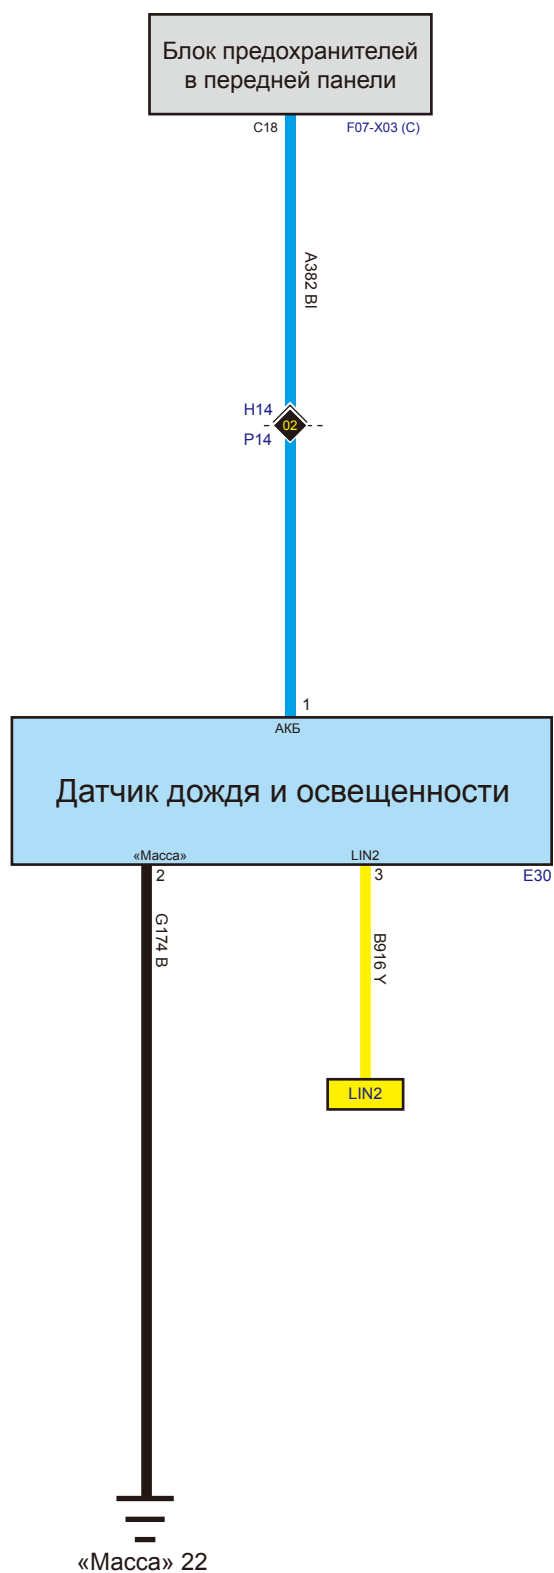 Блок предохранителей
в передней панели
C18
F07-X03 (C)
A382 Bl
H14
02
P14
1
АКБ
Датчик дождя и освещенности
«Масса»
LIN2
2
3
E30
G174 B
B916 Y
LIN2
«Масса» 22